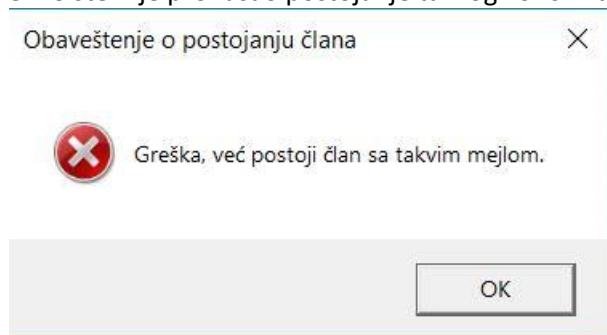 Obaveštenje o postojanju člana
Greška, već postoji član sa takvim mejlom.
OK